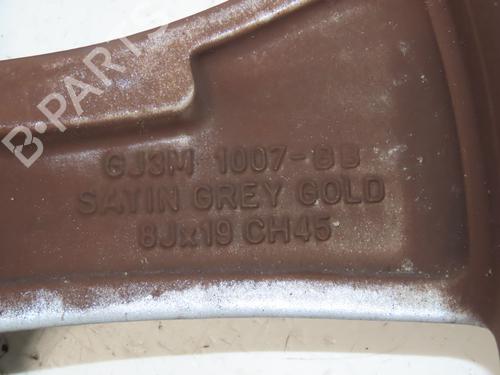 B-PARTS
GJ3M 1007-BB
SATIN GREY GOLD
8Jx19 CH45